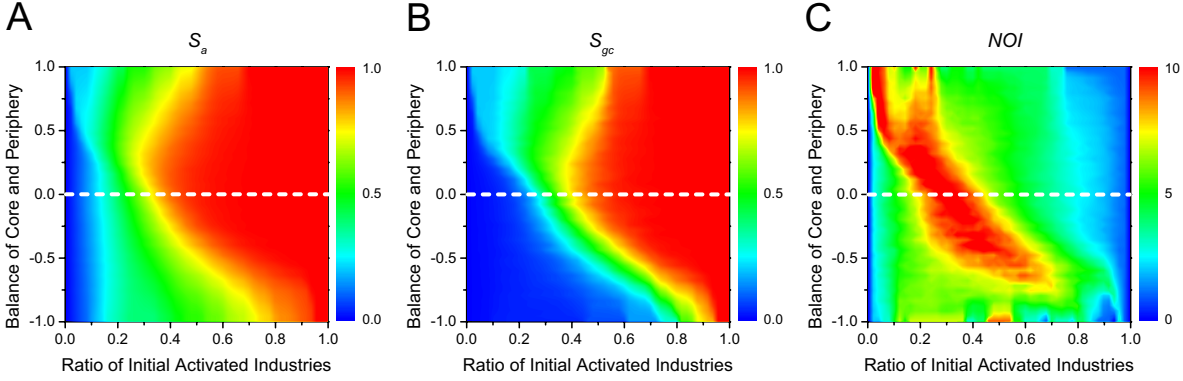 A
S_a
Balance of Core and Periphery
1.0
0.5
0.0
-0.5
-1.0
0.0 0.2 0.4 0.6 0.8 1.0
Ratio of Initial Activated Industries
1.0
0.5
0.0
B
S_gc
Balance of Core and Periphery
1.0
0.5
0.0
-0.5
-1.0
0.0 0.2 0.4 0.6 0.8 1.0
Ratio of Initial Activated Industries
1.0
0.5
0.0
C
NOI
Balance of Core and Periphery
1.0
0.5
0.0
-0.5
-1.0
0.0 0.2 0.4 0.6 0.8 1.0
Ratio of Initial Activated Industries
10
5
0